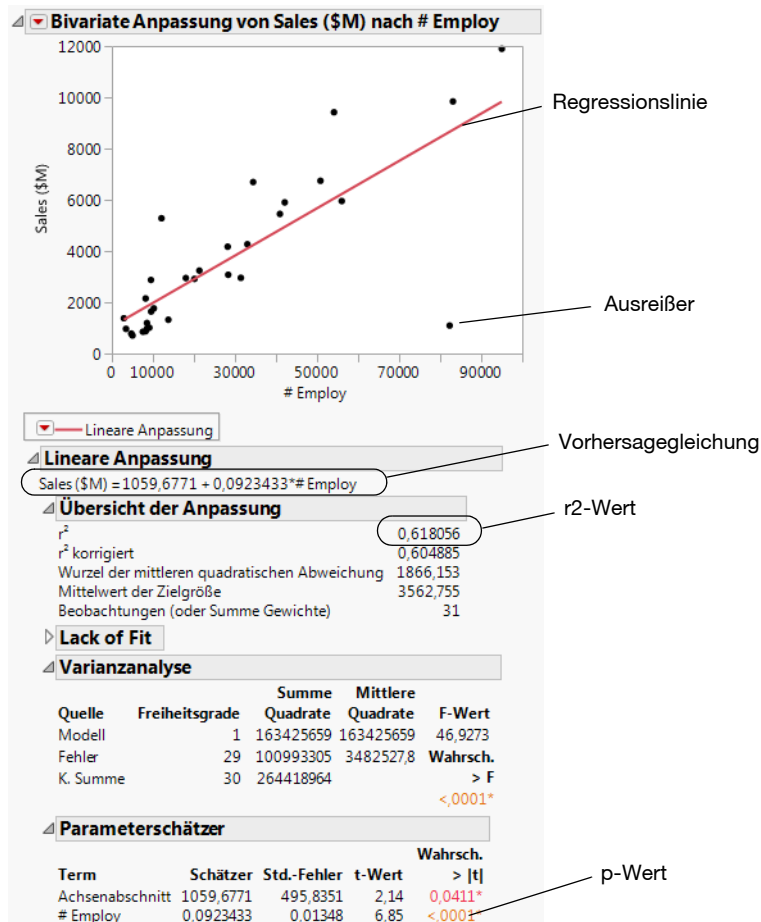 Bivariate Anpassung von Sales ($M) nach # Employ
12000
10000
8000
6000
4000
2000
0
Sales ($M)
0 10000 30000 50000 70000 90000
# Employ
Regressionslinie
Ausreißer
Lineare Anpassung
Vorhersagegleichung
Lineare Anpassung
Sales ($M) = 1059,6771 + 0,0923433*# Employ
Übersicht der Anpassung
r2-Wert
r² 0,618056
r² korrigiert 0,604885
Wurzel der mittleren quadratischen Abweichung 1866,153
Mittelwert der Zielgröße 3562,755
Beobachtungen (oder Summe Gewichte) 31
Lack of Fit
Varianzanalyse
Summe Mittlere
Quelle Freiheitsgrade Quadrate Quadrate F-Wert
Modell 1 163425659 163425659 46,9273
Fehler 29 100993305 3482527,8 Wahrsch.
K. Summe 30 264418964 > F
<,0001*
Parameterschätzer
Wahrsch.
Term Schätzer Std.-Fehler t-Wert > |t|
p-Wert
Achsenabschnitt 1059,6771 495,8351 2,14 0,0411*
# Employ 0,0923433 0,01348 6,85 <,0001*